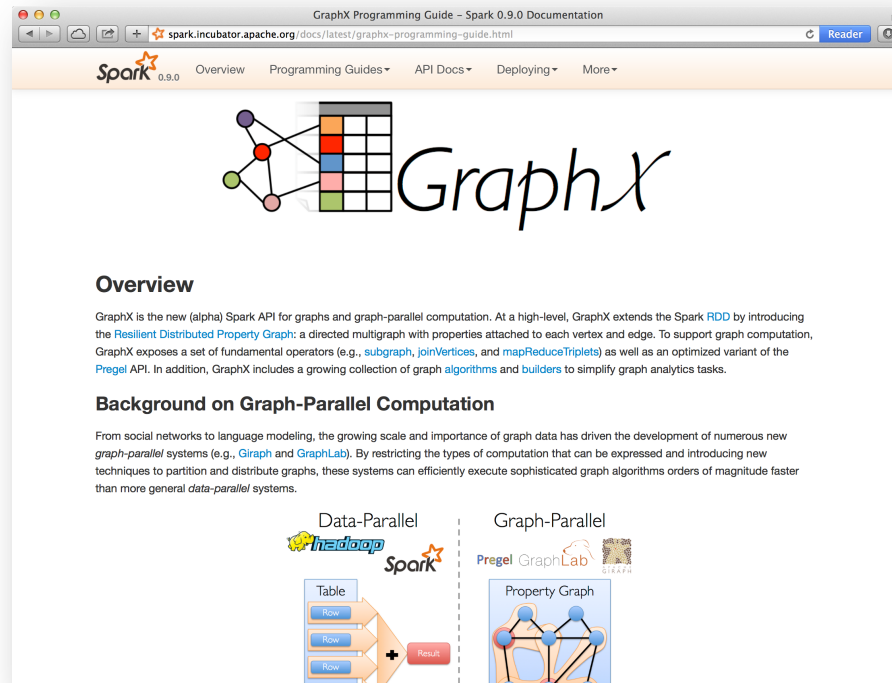 GraphX Programming Guide – Spark 0.9.0 Documentation
spark.incubator.apache.org/docs/latest/graphx-programming-guide.html
Reader
Spark 0.9.0 Overview Programming Guides API Docs Deploying More
GraphX
Overview
GraphX is the new (alpha) Spark API for graphs and graph-parallel computation. At a high-level, GraphX extends the Spark RDD by introducing
the Resilient Distributed Property Graph: a directed multigraph with properties attached to each vertex and edge. To support graph computation,
GraphX exposes a set of fundamental operators (e.g., subgraph, joinVertices, and mapReduceTriplets) as well as an optimized variant of the
Pregel API. In addition, GraphX includes a growing collection of graph algorithms and builders to simplify graph analytics tasks.
Background on Graph-Parallel Computation
From social networks to language modeling, the growing scale and importance of graph data has driven the development of numerous new
graph-parallel systems (e.g., Giraph and GraphLab). By restricting the types of computation that can be expressed and introducing new
techniques to partition and distribute graphs, these systems can efficiently execute sophisticated graph algorithms orders of magnitude faster
than more general data-parallel systems.
Data-Parallel Graph-Parallel
hadoop Spark Pregel GraphLab GIRAPH
Table Property Graph
Row
Row
Result
Row